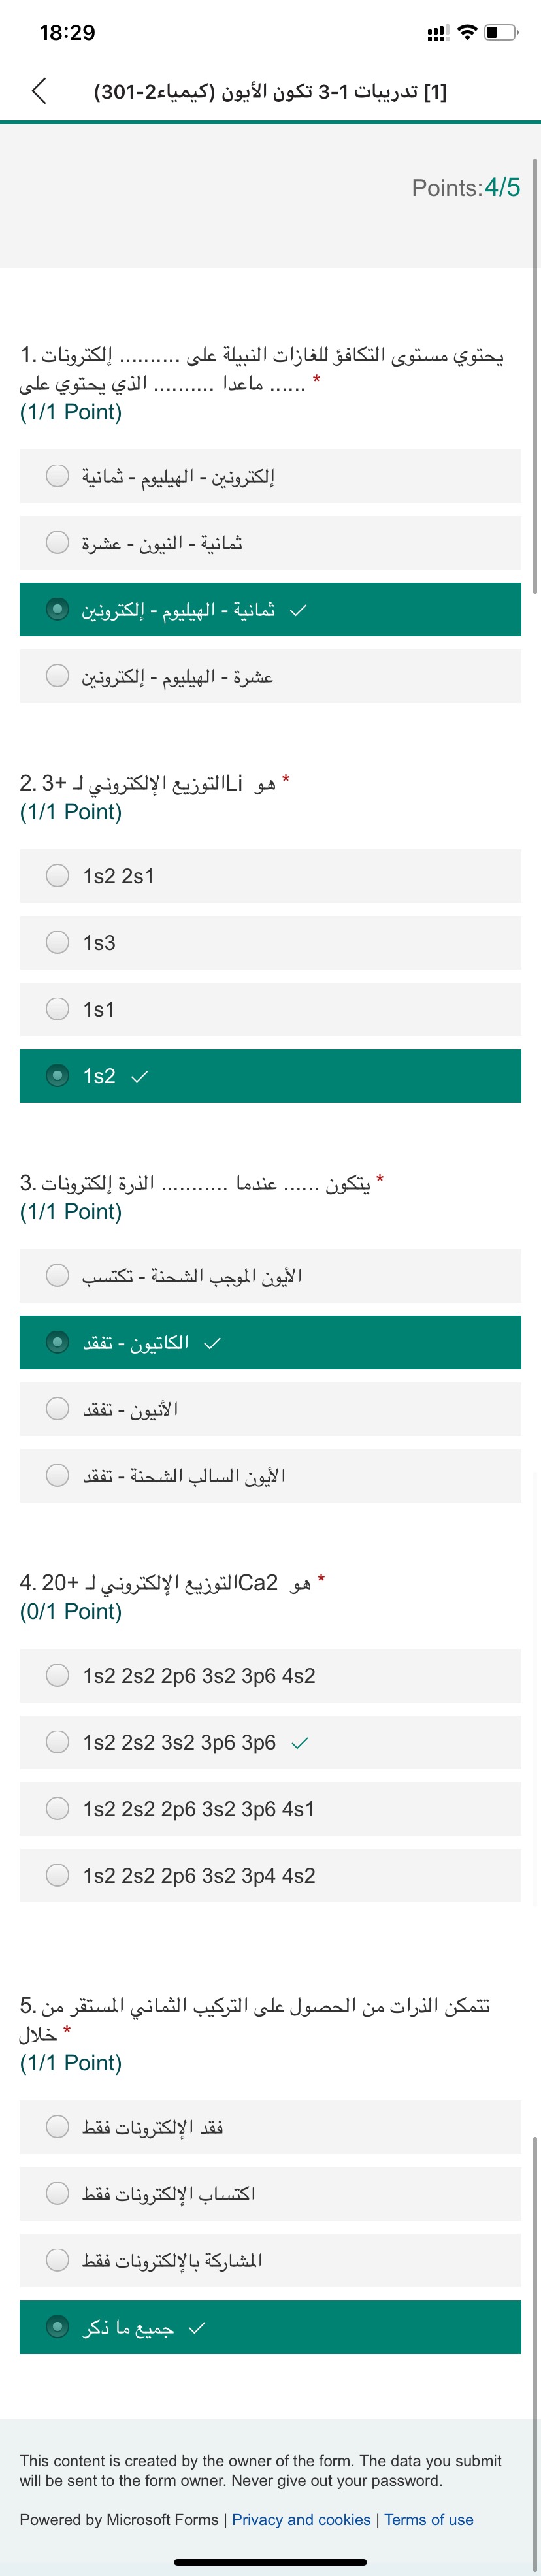 18:29
[1] تدريبات 1-3 تكون الأيون (كيمياء2-301)
Points:4/5
1. يحتوي مستوى التكافؤ للغازات النبيلة على .......... إلكترونات
...... ماعدا .......... الذي يحتوي على *
(1/1 Point)
إلكترونين - الهيليوم - ثمانية
ثمانية - النيون - عشرة
ثمانية - الهيليوم - إلكترونين
عشرة - الهيليوم - إلكترونين
2. 3+ التوزيع الإلكتروني لـ Li هو *
(1/1 Point)
1s2 2s1
1s3
1s1
1s2
3. يتكون ...... عندما ........... الذرة إلكترونات *
(1/1 Point)
الأيون الموجب الشحنة - تكتسب
الكاتيون - تفقد
الأنيون - تفقد
الأيون السالب الشحنة - تفقد
4. 20+ التوزيع الإلكتروني لـ Ca2 هو *
(0/1 Point)
1s2 2s2 2p6 3s2 3p6 4s2
1s2 2s2 3s2 3p6 3p6
1s2 2s2 2p6 3s2 3p6 4s1
1s2 2s2 2p6 3s2 3p4 4s2
5. تتمكن الذرات من الحصول على التركيب الثماني المستقر من
خلال *
(1/1 Point)
فقد الإلكترونات فقط
اكتساب الإلكترونات فقط
المشاركة بالإلكترونات فقط
جميع ما ذكر
This content is created by the owner of the form. The data you submit
will be sent to the form owner. Never give out your password.
Powered by Microsoft Forms | Privacy and cookies | Terms of use